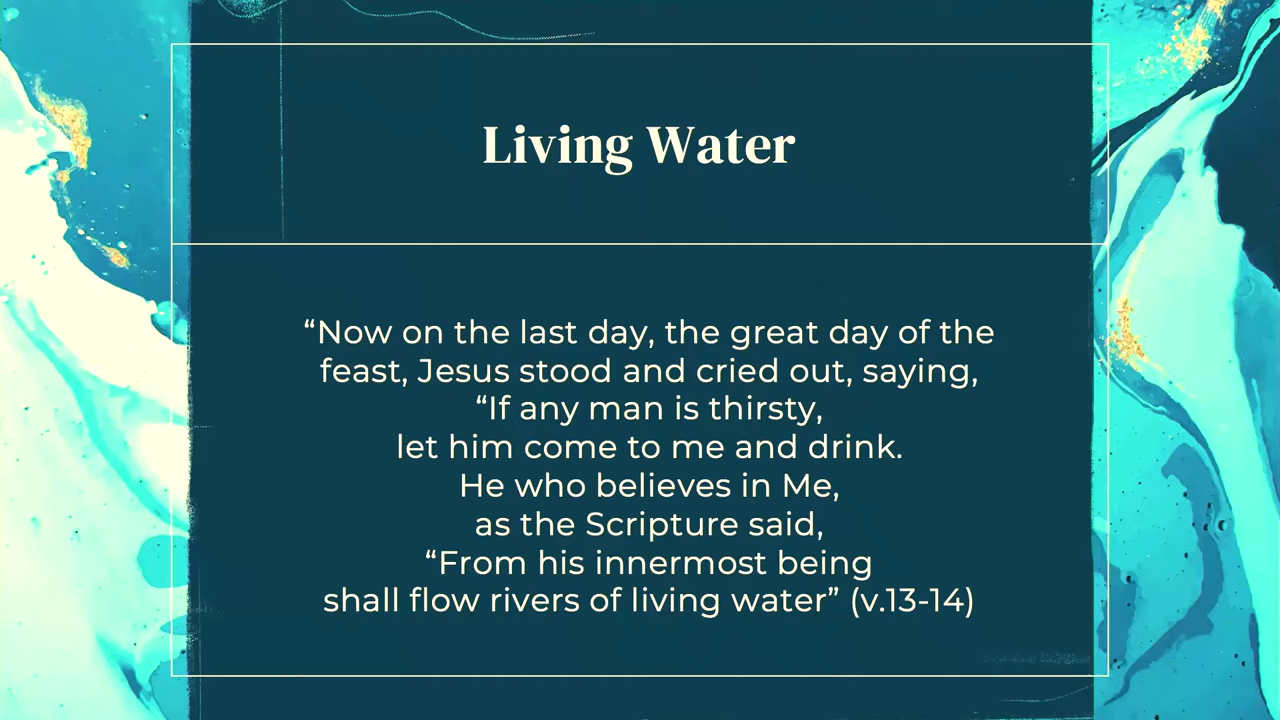 Living Water
“Now on the last day, the great day of the
feast, Jesus stood and cried out, saying,
“If any man is thirsty,
let him come to me and drink.
He who believes in Me,
as the Scripture said,
“From his innermost being
shall flow rivers of living water” (v.13-14)